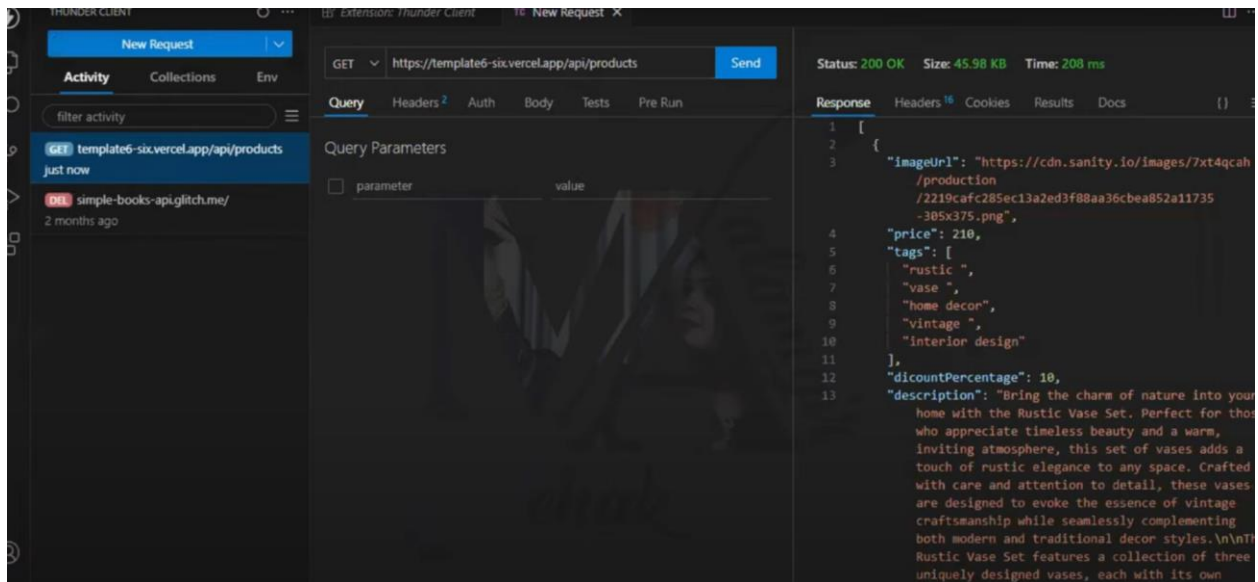 THUNDER CLIENT
New Request
Activity Collections Env
filter activity
GET template6-six.vercel.app/api/products
just now
DEL simple-books-api.glitch.me/
2 months ago
Extension: Thunder Client
TC New Request
GET https://template6-six.vercel.app/api/products Send
Query Headers 2 Auth Body Tests Pre Run
Query Parameters
parameter value
Status: 200 OK Size: 45.98 KB Time: 208 ms
Response Headers 16 Cookies Results Docs {}
1 [
2 {
3 "imageUrl": "https://cdn.sanity.io/images/7xt4qcah
/production
/2219cafc285ec13a2ed3f88aa36cbea852a11735
-305x375.png",
4 "price": 210,
5 "tags": [
6 "rustic ",
7 "vase ",
8 "home decor",
9 "vintage ",
10 "interior design"
11 ],
12 "dicountPercentage": 10,
13 "description": "Bring the charm of nature into your
home with the Rustic Vase Set. Perfect for thos
who appreciate timeless beauty and a warm,
inviting atmosphere, this set of vases adds a
touch of rustic elegance to any space. Crafted
with care and attention to detail, these vases
are designed to evoke the essence of vintage
craftsmanship while seamlessly complementing
both modern and traditional decor styles.\n\nTh
Rustic Vase Set features a collection of three
uniquely designed vases, each with its own